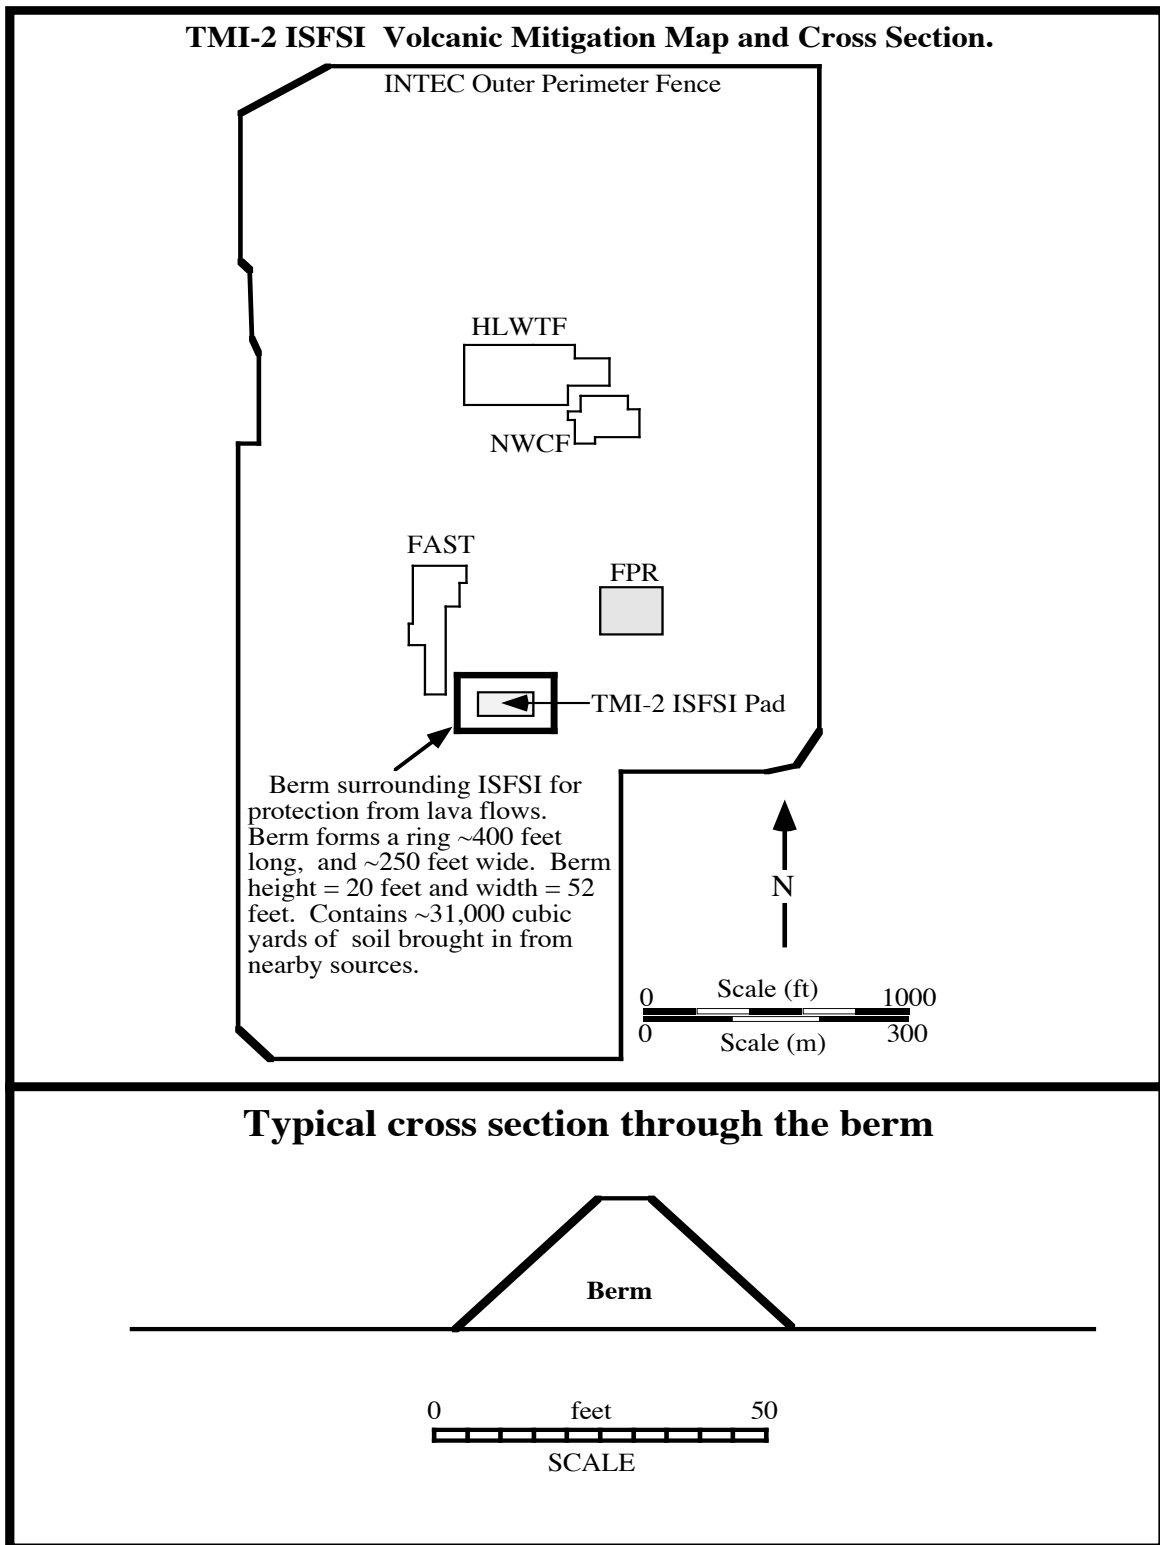 TMI-2 ISFSI  Volcanic Mitigation Map and Cross Section.
INTEC Outer Perimeter Fence
HLWTF
NWCF
FAST
FPR
TMI-2 ISFSI Pad
Berm surrounding ISFSI for
protection from lava flows.
Berm forms a ring ~400 feet
long,  and ~250 feet wide.  Berm
height = 20 feet and width = 52
feet.  Contains ~31,000 cubic
yards of  soil brought in from
nearby sources.
N
0 Scale (ft) 1000
0 Scale (m) 300
Typical cross section through the berm
Berm
0 feet 50
SCALE